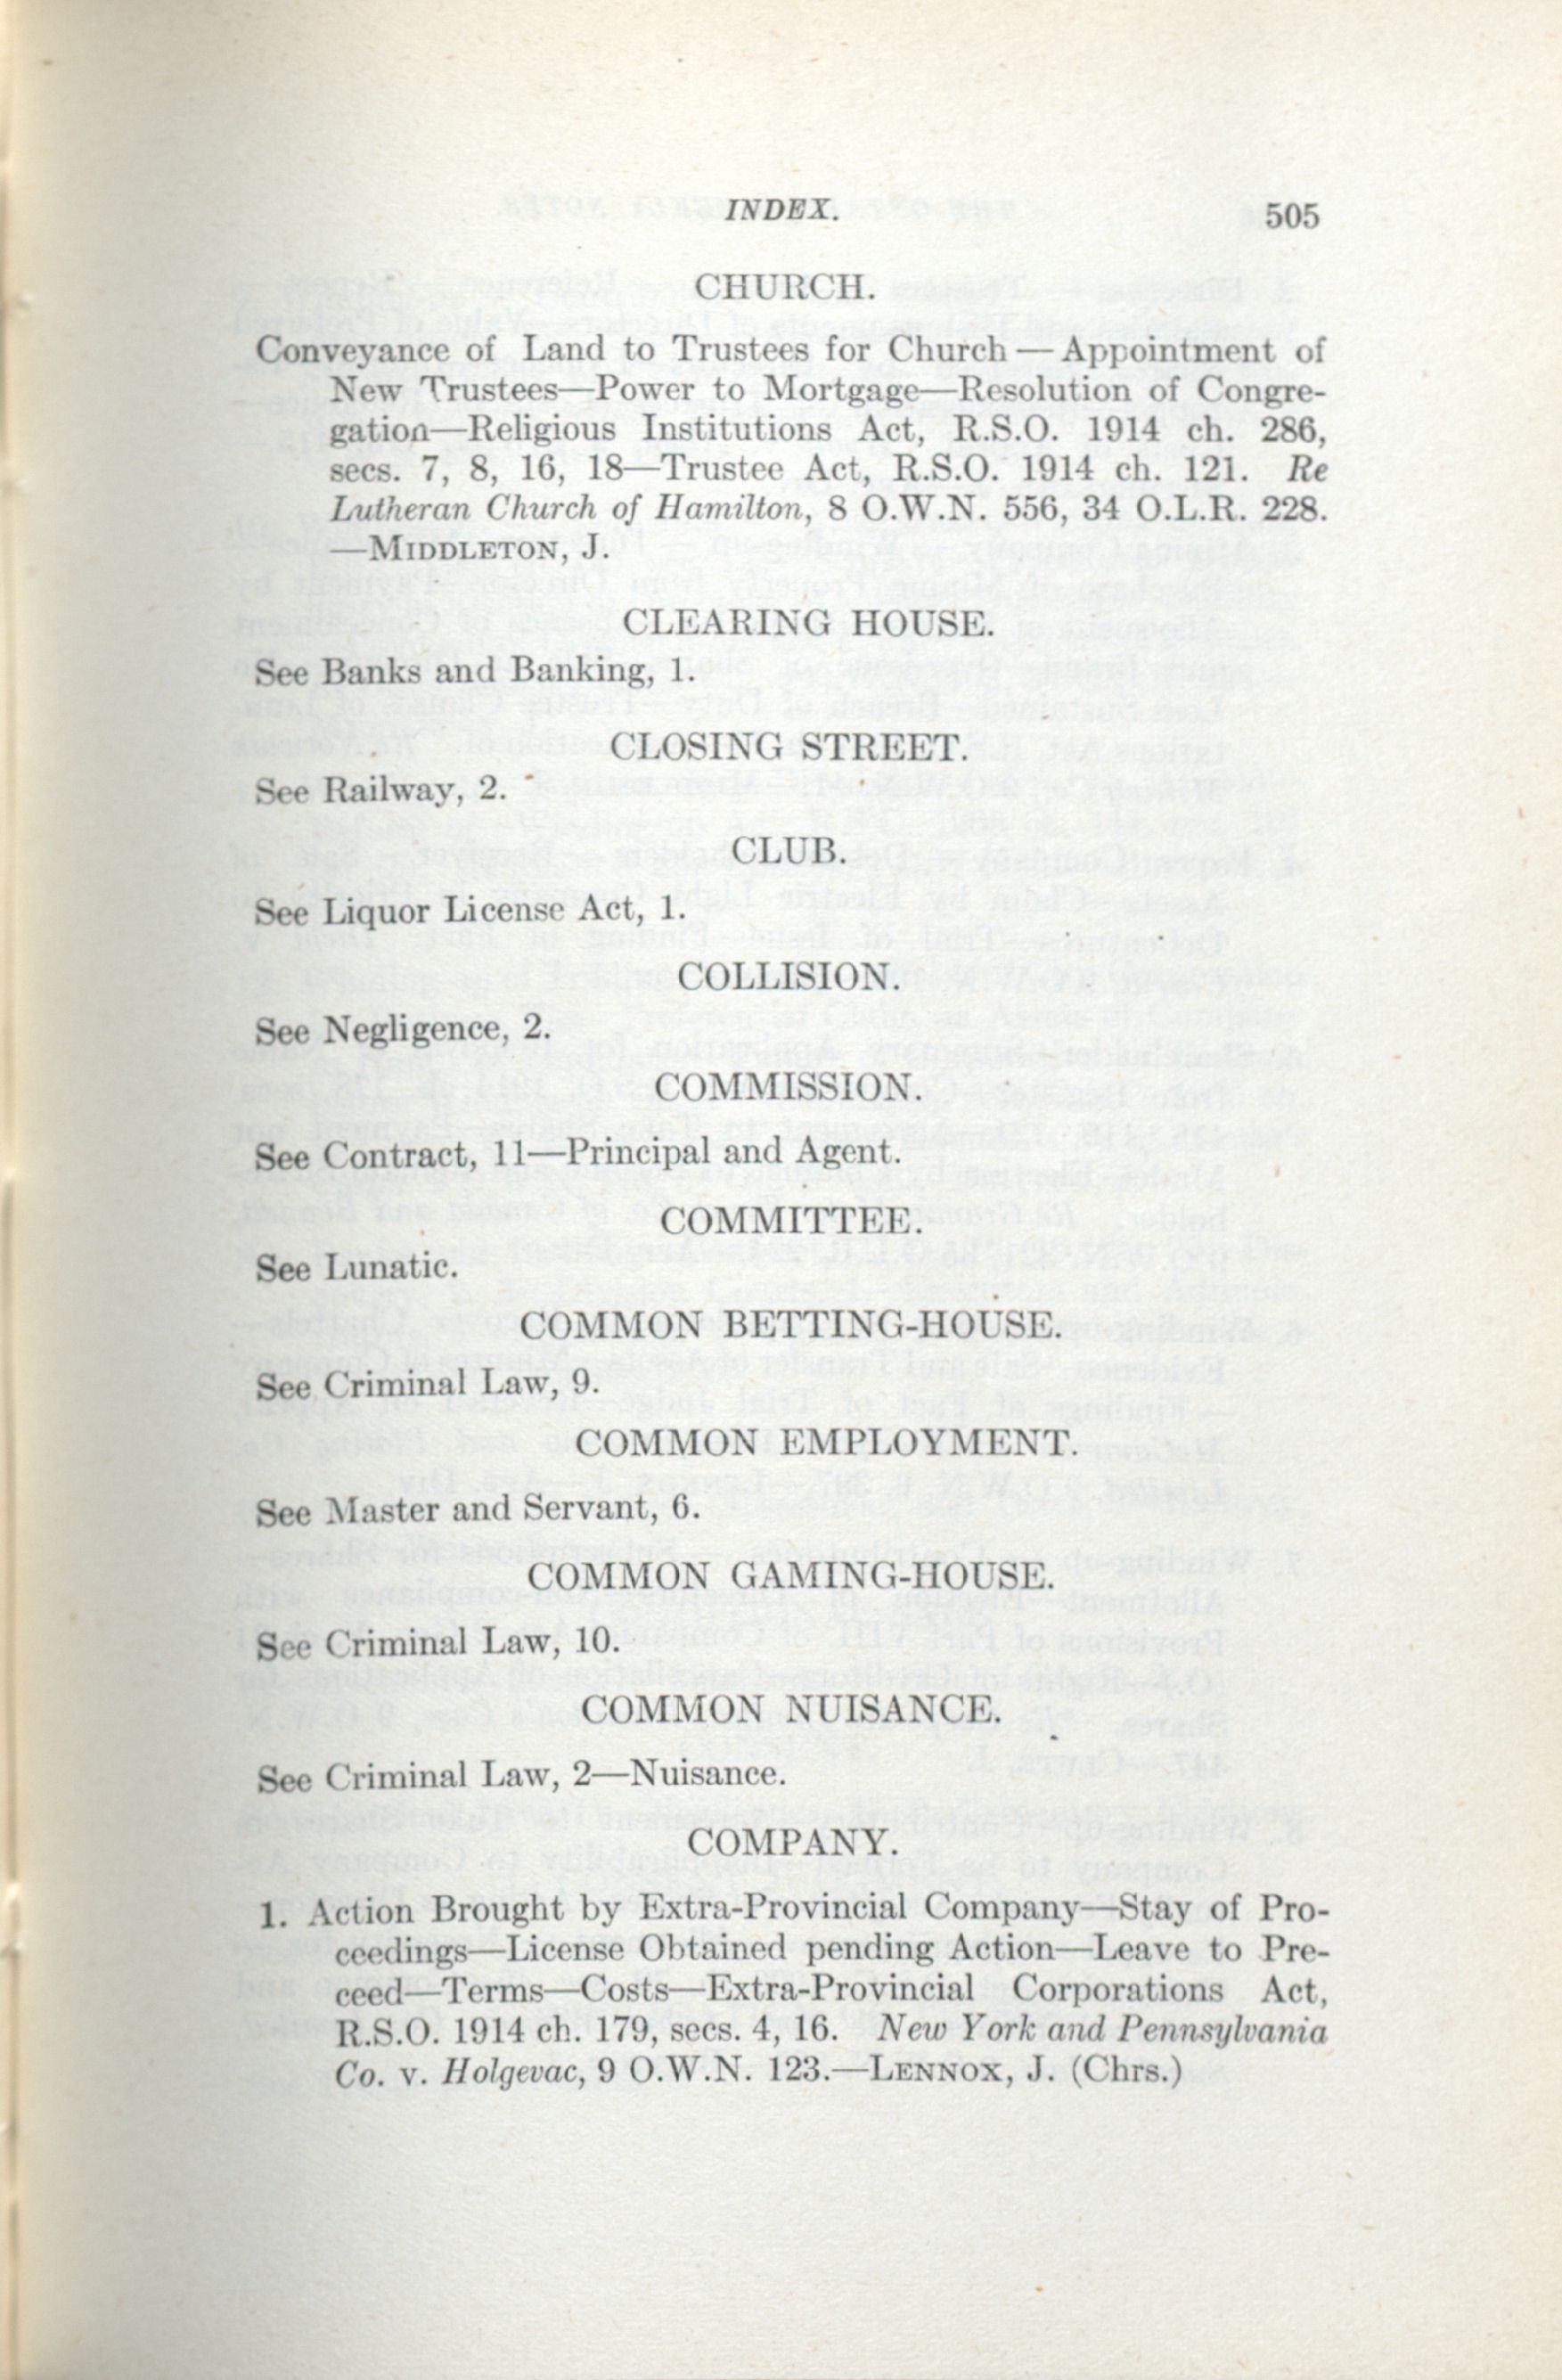 INDEX. 505
CHURCH.
Conveyance of Land to Trustees for Church — Appointment of
New Trustees—Power to Mortgage—Resolution of Congre-
gation—Religious Institutions Act, R.S.O. 1914 ch. 286,
secs. 7, 8, 16, 18—Trustee Act, R.S.O. 1914 ch. 121. Re
Lutheran Church of Hamilton, 8 O.W.N. 556, 34 O.L.R. 228.
—MIDDLETON, J.
CLEARING HOUSE.
See Banks and Banking, 1.
CLOSING STREET.
See Railway, 2.
CLUB.
See Liquor License Act, 1.
COLLISION.
See Negligence, 2.
COMMISSION.
See Contract, 11—Principal and Agent.
COMMITTEE.
See Lunatic.
COMMON BETTING-HOUSE.
See Criminal Law, 9.
COMMON EMPLOYMENT.
See Master and Servant, 6.
COMMON GAMING-HOUSE.
See Criminal Law, 10.
COMMON NUISANCE.
See Criminal Law, 2—Nuisance.
COMPANY.
1. Action Brought by Extra-Provincial Company—Stay of Pro-
ceedings—License Obtained pending Action—Leave to Pre-
ceed—Terms—Costs—Extra-Provincial Corporations Act,
R.S.O. 1914 ch. 179, secs. 4, 16. New York and Pennsylvania
Co. v. Holgevac, 9 O.W.N. 123.—LENNOX, J. (Chrs.)